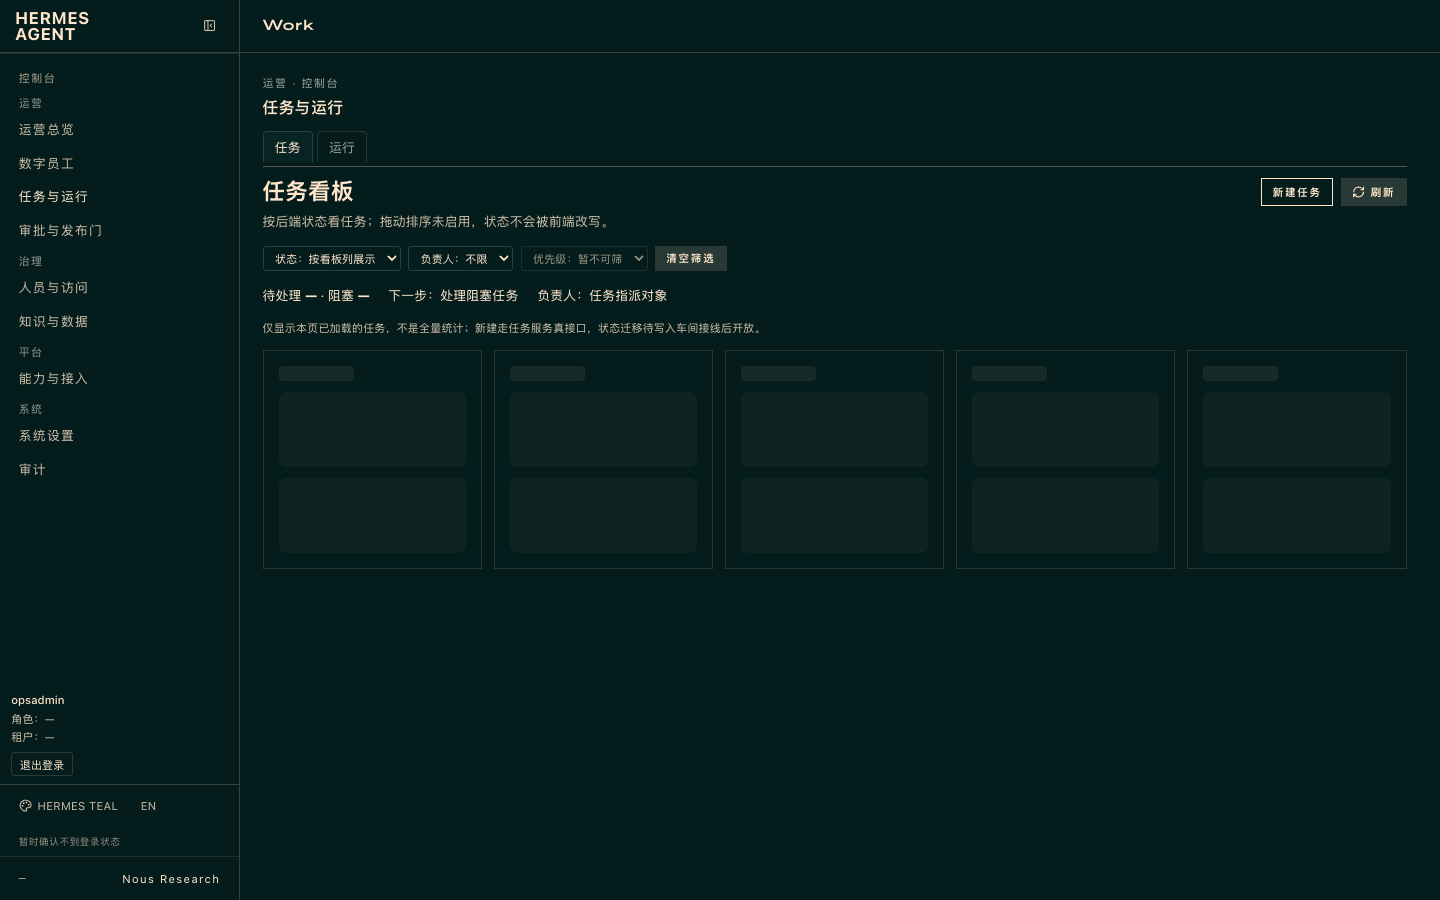 HERMES
AGENT
Work
控制台
运营
运营总览
数字员工
任务与运行
审批与发布门
治理
人员与访问
知识与数据
平台
能力与接入
系统
系统设置
审计
opsadmin
角色：—
租户：—
退出登录
HERMES TEAL EN
暂时确认不到登录状态
— Nous Research
运营 · 控制台
任务与运行
任务 运行
任务看板
新建任务 刷新
按后端状态看任务；拖动排序未启用，状态不会被前端改写。
状态：按看板列展示 负责人：不限 优先级：暂不可筛 清空筛选
待处理 — · 阻塞 — 下一步：处理阻塞任务 负责人：任务指派对象
仅显示本页已加载的任务，不是全量统计；新建走任务服务真接口，状态迁移待写入车间接线后开放。